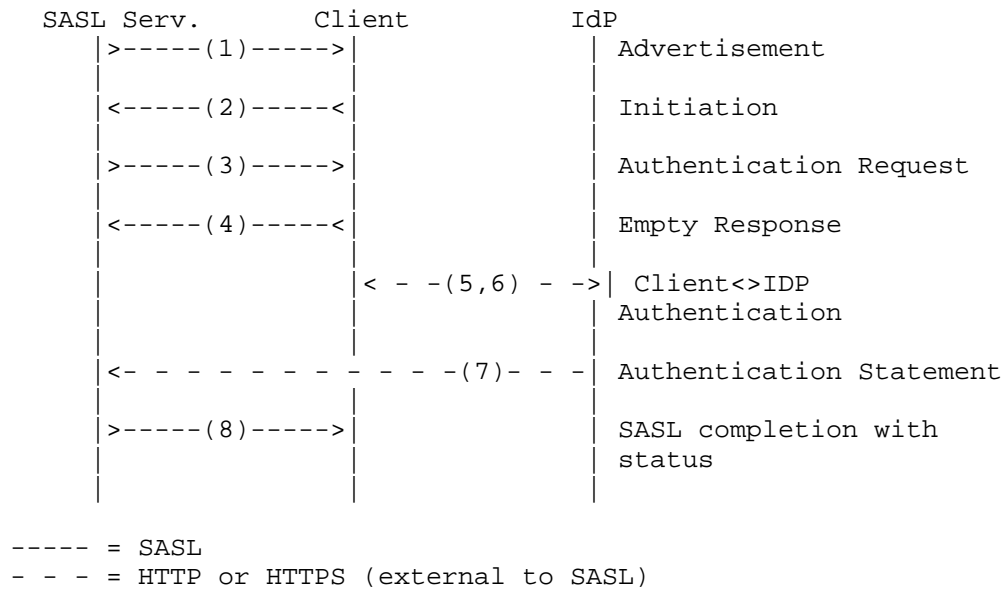 SASL Serv.       Client            IdP
    |>-----(1)----->|                | Advertisement
    |               |                |
    |<-----(2)-----<|                | Initiation
    |               |                |
    |>-----(3)----->|                | Authentication Request
    |               |                |
    |<-----(4)-----<|                | Empty Response
    |               |                |
    |               |< - -(5,6) - ->| Client<>IDP
    |               |                | Authentication
    |               |                |
    |<- - - - - - - - - - -(7)- - -| Authentication Statement
    |               |                |
    |>-----(8)----->|                | SASL completion with
    |               |                | status
    |               |                |
----- = SASL
- - - = HTTP or HTTPS (external to SASL)